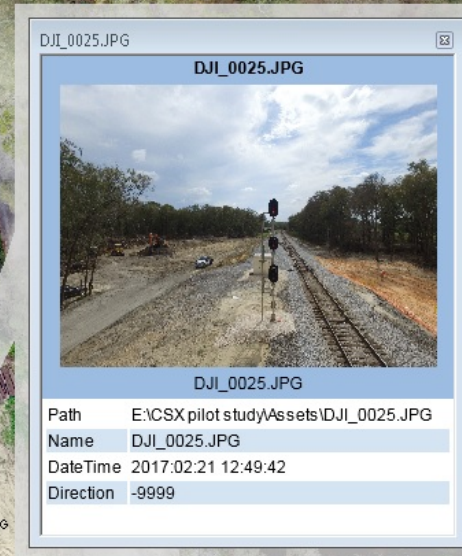 DJI_0025.JPG
DJI_0025.JPG
DJI_0025.JPG
Path E:\CSX pilot study\Assets\DJI_0025.JPG
Name DJI_0025.JPG
DateTime 2017:02:21 12:49:42
Direction -9999
G